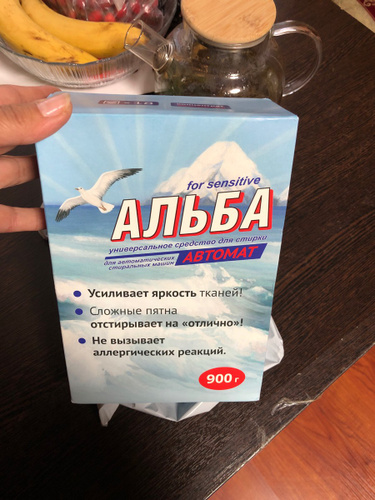 for sensitive
АЛЬБА
универсальное средство для стирки
для автоматических
стиральных машин
АВТОМАТ
Усиливает яркость тканей!
Сложные пятна
отстирывает на «отлично»!
Не вызывает
аллергических реакций.
900 г